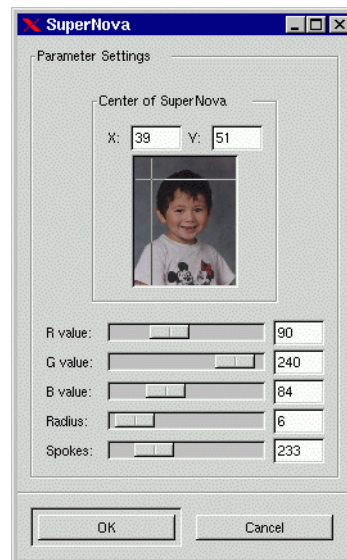 SuperNova
Parameter Settings
Center of SuperNova
X: 39 Y: 51
R value: 90
G value: 240
B value: 84
Radius: 6
Spokes: 233
OK Cancel